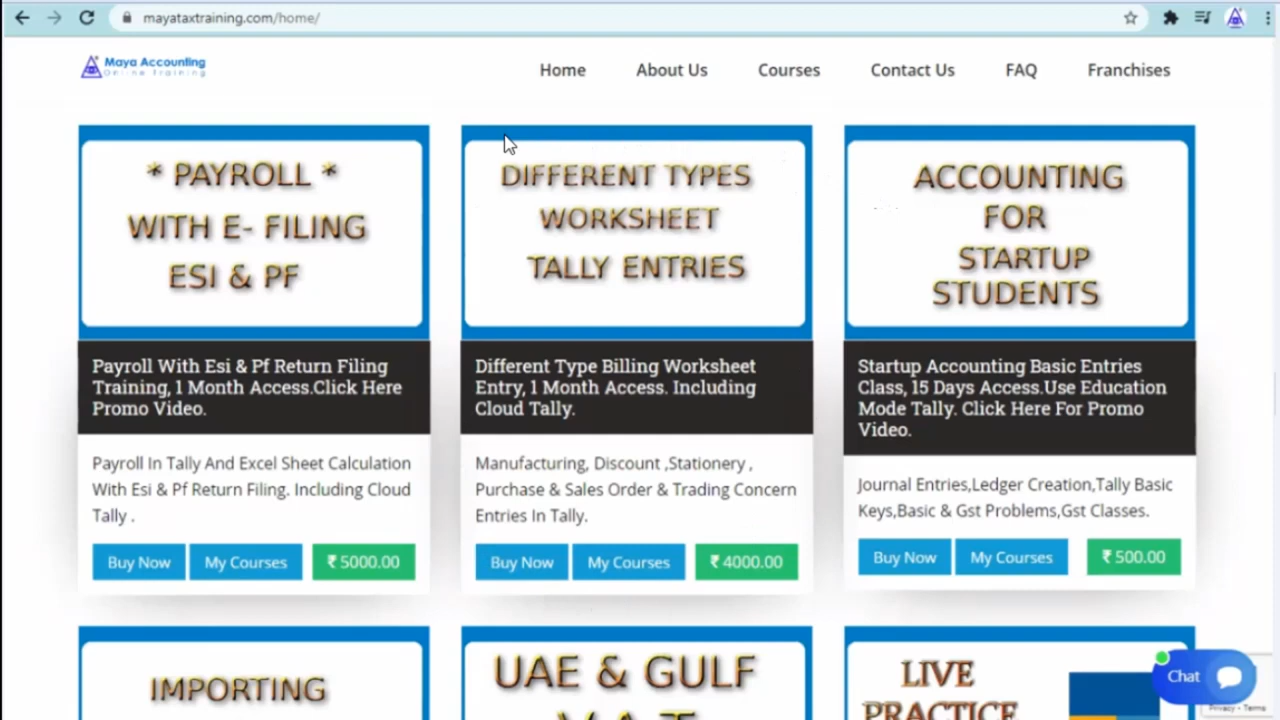 mayataxtraining.com/home/
Maya Accounting
Online Training
Home About Us Courses Contact Us FAQ Franchises
* PAYROLL *
WITH E- FILING
ESI & PF
Payroll With Esi & Pf Return Filing
Training, 1 Month Access.Click Here
Promo Video.
Payroll In Tally And Excel Sheet Calculation
With Esi & Pf Return Filing. Including Cloud
Tally .
Buy Now My Courses ₹ 5000.00
DIFFERENT TYPES
WORKSHEET
TALLY ENTRIES
Different Type Billing Worksheet
Entry, 1 Month Access. Including
Cloud Tally.
Manufacturing, Discount ,Stationery ,
Purchase & Sales Order & Trading Concern
Entries In Tally.
Buy Now My Courses ₹ 4000.00
ACCOUNTING
FOR
STARTUP
STUDENTS
Startup Accounting Basic Entries
Class, 15 Days Access.Use Education
Mode Tally. Click Here For Promo
Video.
Journal Entries,Ledger Creation,Tally Basic
Keys,Basic & Gst Problems,Gst Classes.
Buy Now My Courses ₹ 500.00
IMPORTING
UAE & GULF
VAT
LIVE
PRACTICE
Chat
Privacy - Terms